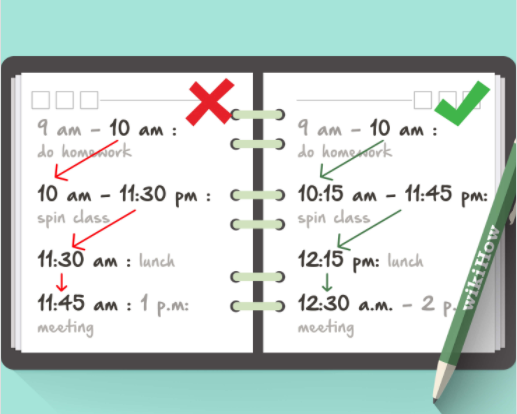 9 am - 10 am :
do homework
10 am - 11:30 pm :
spin class
11:30 am : lunch
11:45 am : 1 p.m:
meeting
9 am - 10 am :
do homework
10:15 am - 11:45 pm:
spin class
12:15 pm: lunch
12:30 a.m. - 2 p.
meeting
wikiHow